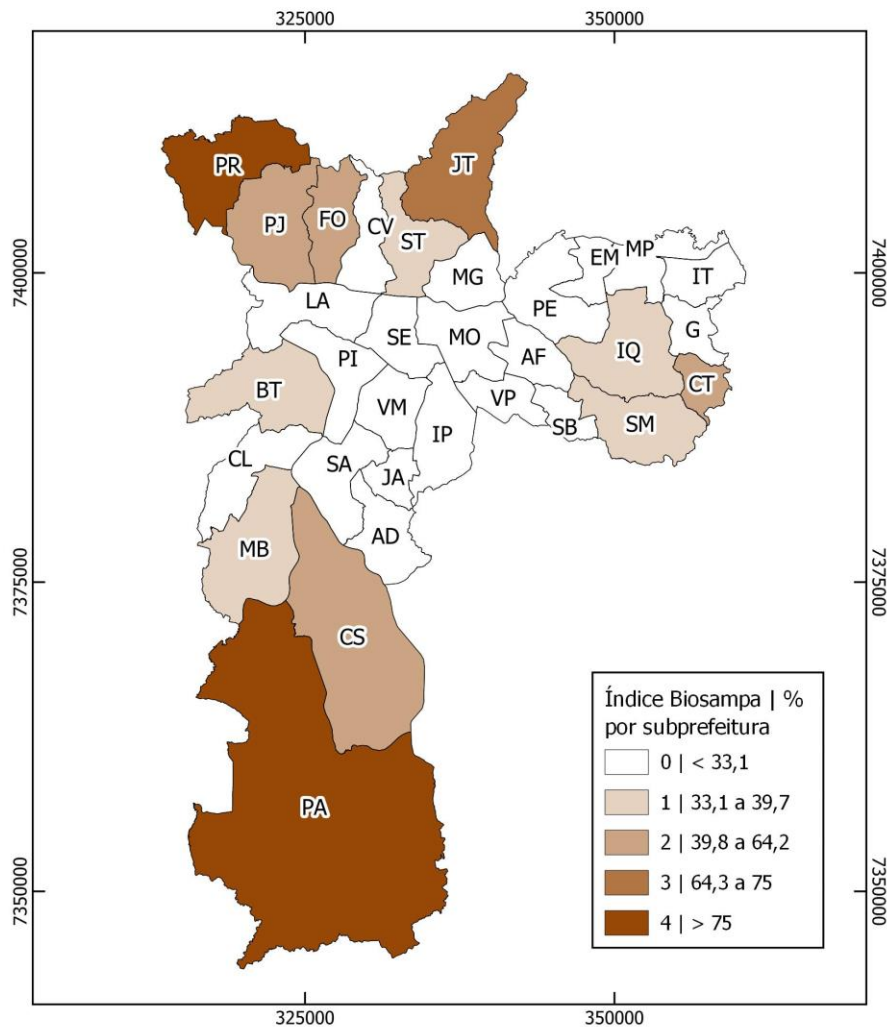 325000 350000
PR
JT
PJ
FO
CV
ST
MG
EM
MP
IT
7400000
7400000
LA
PE
SE
MO
G
PI
AF
IQ
BT
CT
VM
VP
IP
SB
SM
CL
SA
JA
AD
MB
7375000
7375000
CS
PA
Índice Biosampa | %
por subprefeitura
0 | < 33,1
1 | 33,1 a 39,7
2 | 39,8 a 64,2
3 | 64,3 a 75
4 | > 75
7350000
7350000
325000 350000